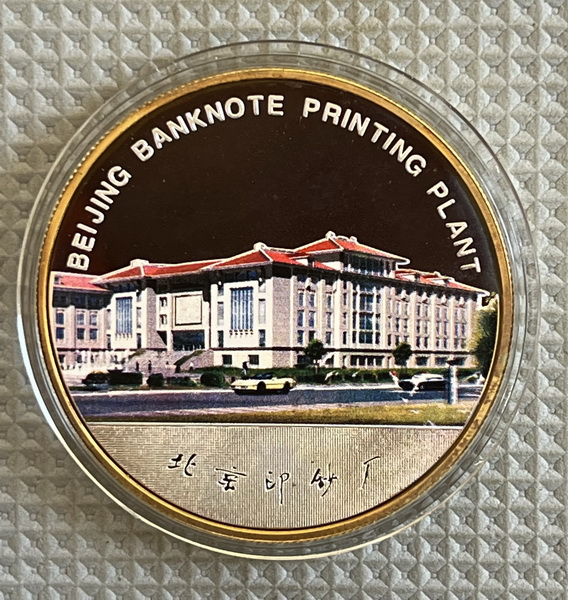 BEIJING BANKNOTE PRINTING PLANT
北京印钞厂